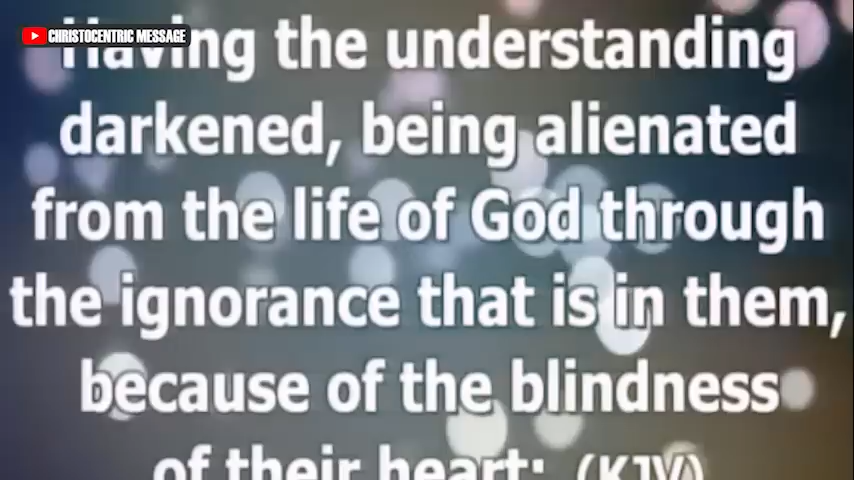 CHRISTOCENTRIC MESSAGE
Having the understanding
darkened, being alienated
from the life of God through
the ignorance that is in them,
because of the blindness
of their heart: (KJV)